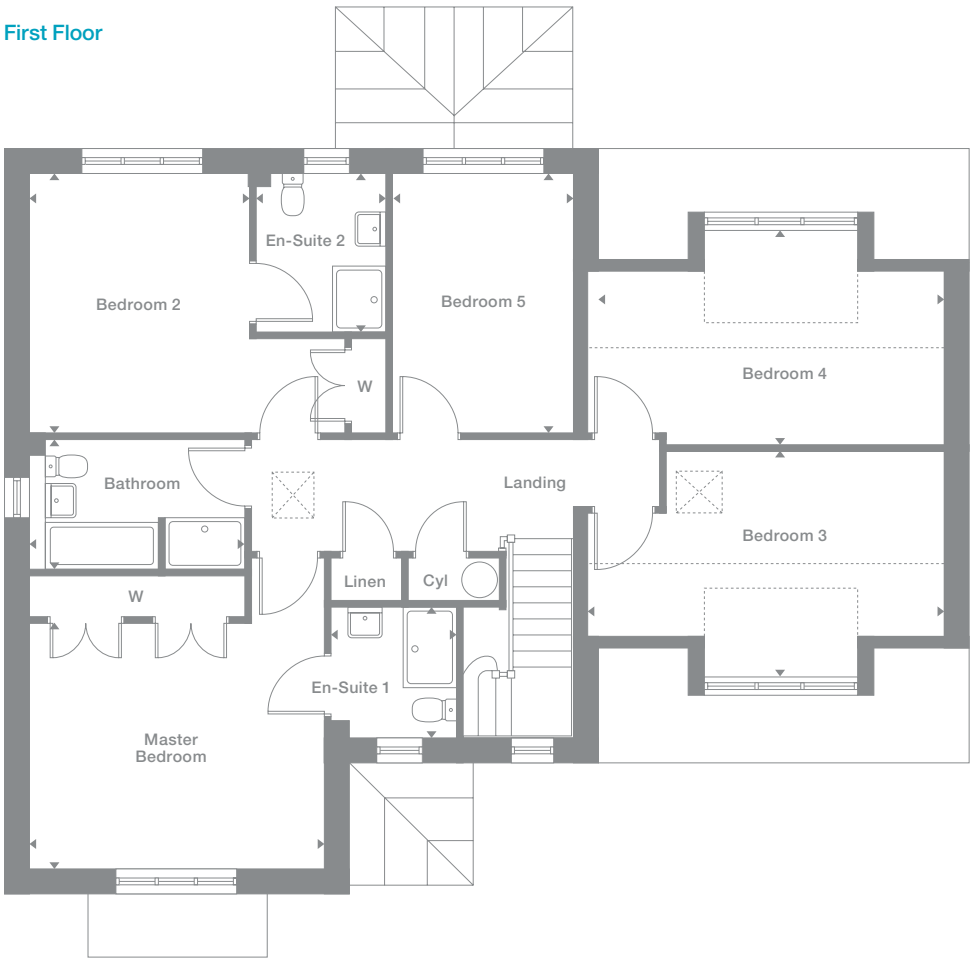 First Floor
En-Suite 2
Bedroom 2
Bedroom 5
W
Bedroom 4
Bathroom
Landing
Bedroom 3
Linen
Cyl
W
En-Suite 1
Master
Bedroom